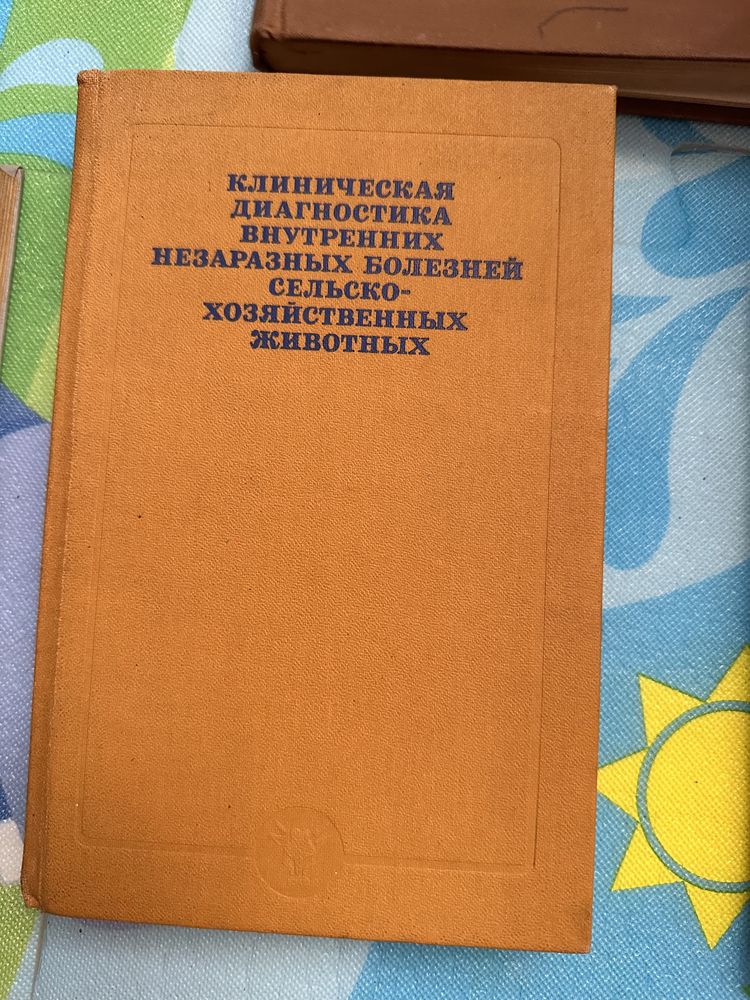 КЛИНИЧЕСКАЯ
ДИАГНОСТИКА
ВНУТРЕННИХ
НЕЗАРАЗНЫХ БОЛЕЗНЕЙ
СЕЛЬСКО-
ХОЗЯЙСТВЕННЫХ
ЖИВОТНЫХ